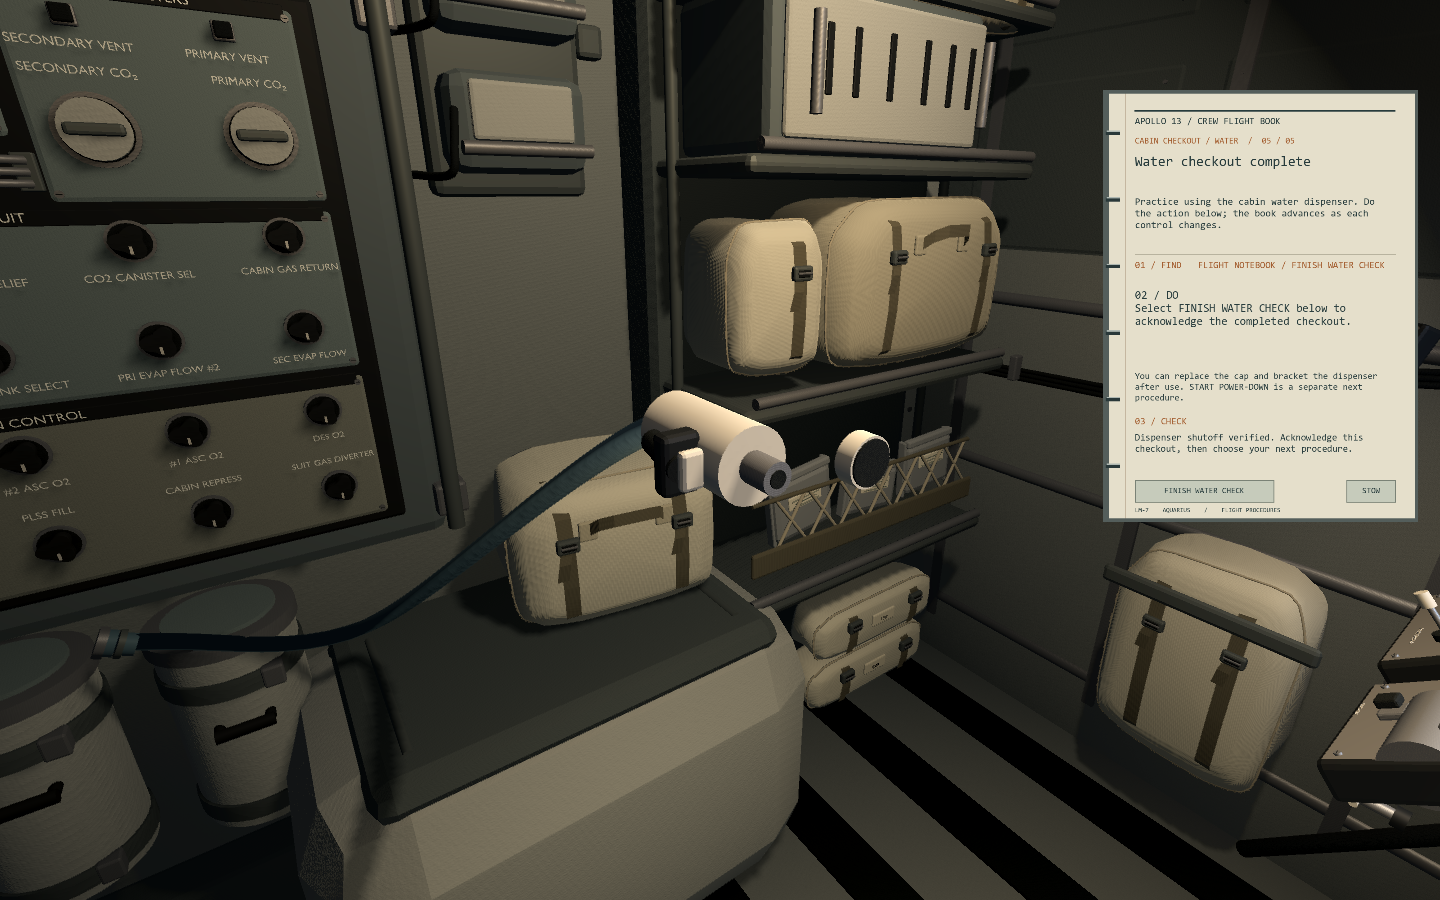 SECONDARY VENT
PRIMARY VENT
SECONDARY CO₂
PRIMARY CO₂
CO2 CANISTER SEL
CABIN GAS RETURN
PRI EVAP FLOW #2
SEC EVAP FLOW
CONTROL
#2 ASC O2
#1 ASC O2
DES O2
PLSS FILL
CABIN REPRESS
SUIT GAS DIVERTER
APOLLO 13 / CREW FLIGHT BOOK
CABIN CHECKOUT / WATER / 05 / 05
Water checkout complete
Practice using the cabin water dispenser. Do
the action below; the book advances as each
control changes.
01 / FIND FLIGHT NOTEBOOK / FINISH WATER CHECK
02 / DO
Select FINISH WATER CHECK below to
acknowledge the completed checkout.
You can replace the cap and bracket the dispenser
after use. START POWER-DOWN is a separate next
procedure.
03 / CHECK
Dispenser shutoff verified. Acknowledge this
checkout, then choose your next procedure.
FINISH WATER CHECK
STOW
LM-7 AQUARIUS / FLIGHT PROCEDURES